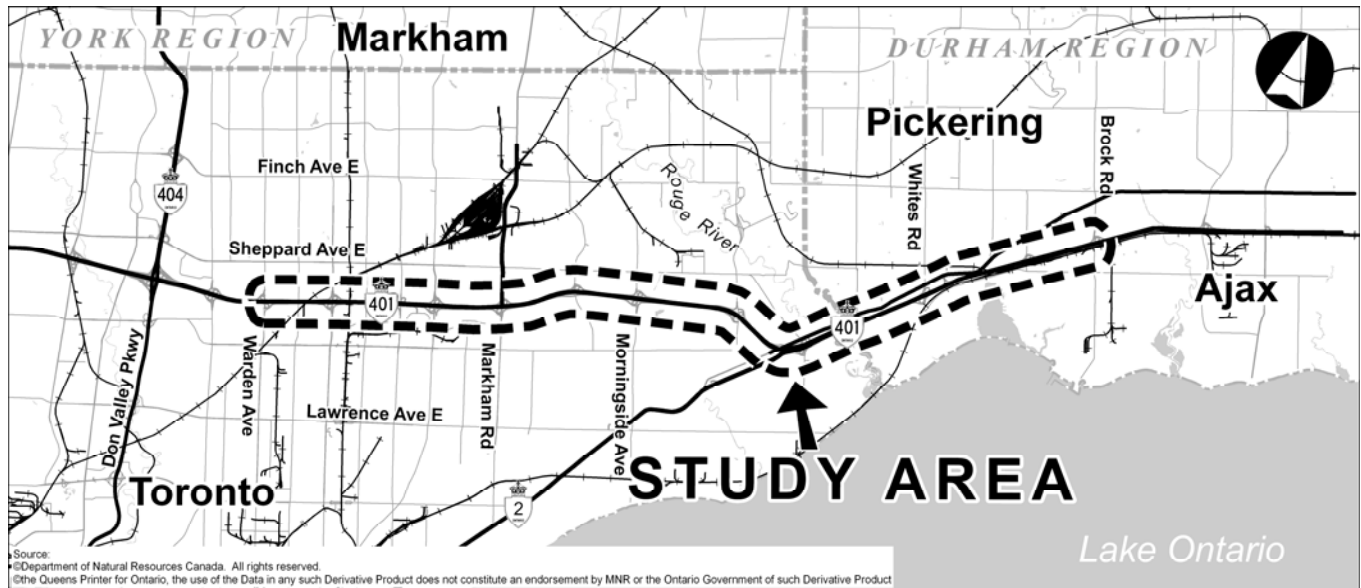 YORK REGION
Markham
DURHAM REGION
Pickering
Finch Ave E
404
Rouge River
Whites Rd
Brock Rd
Sheppard Ave E
401
401
Ajax
Warden Ave
Don Valley Pkwy
Markham Rd
Morningside Ave
Lawrence Ave E
Toronto
2
STUDY AREA
Lake Ontario
Source:
©Department of Natural Resources Canada. All rights reserved.
©the Queens Printer for Ontario, the use of the Data in any such Derivative Product does not constitute an endorsement by MNR or the Ontario Government of such Derivative Product